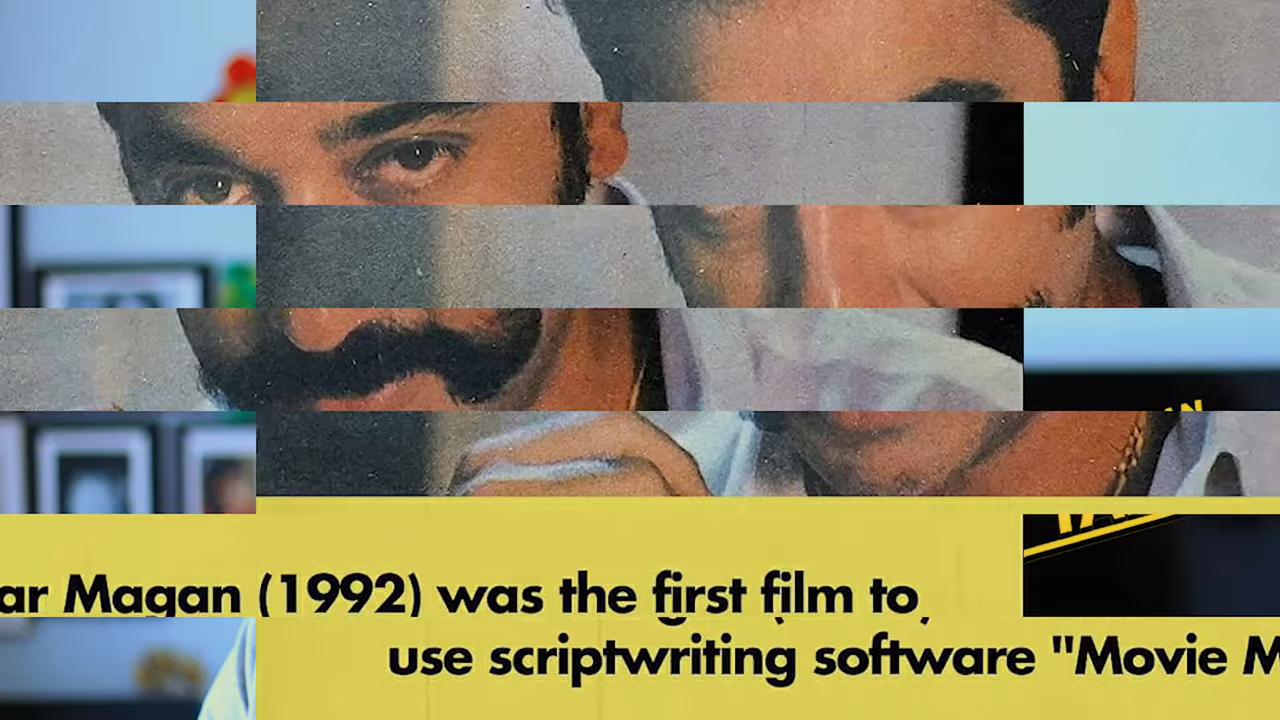 ar Magan (1992) was the first film to
use scriptwriting software "Movie M